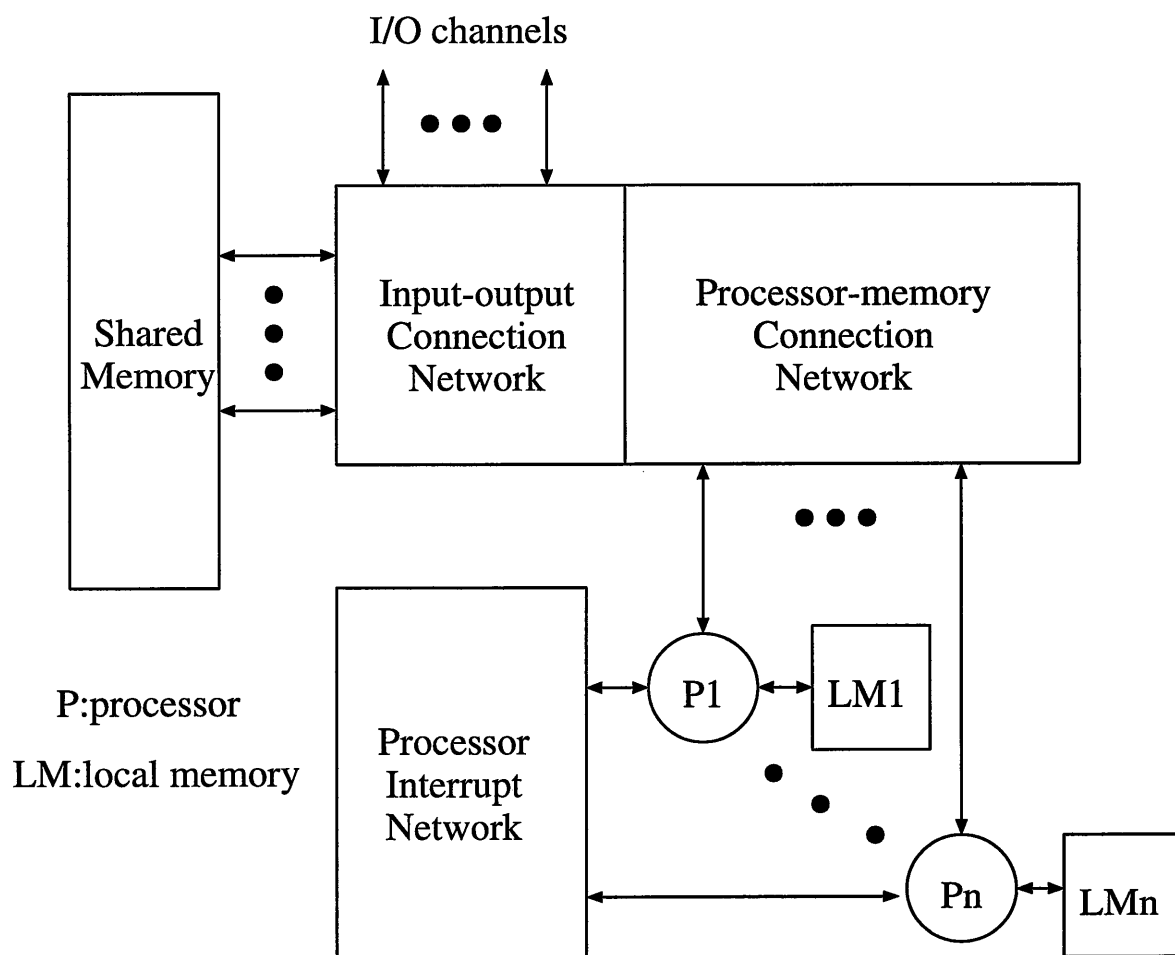 I/O channels
Shared
Memory
Input-output
Connection
Network
Processor-memory
Connection
Network
P:processor
LM:local memory
Processor
Interrupt
Network
P1
LM1
Pn
LMn